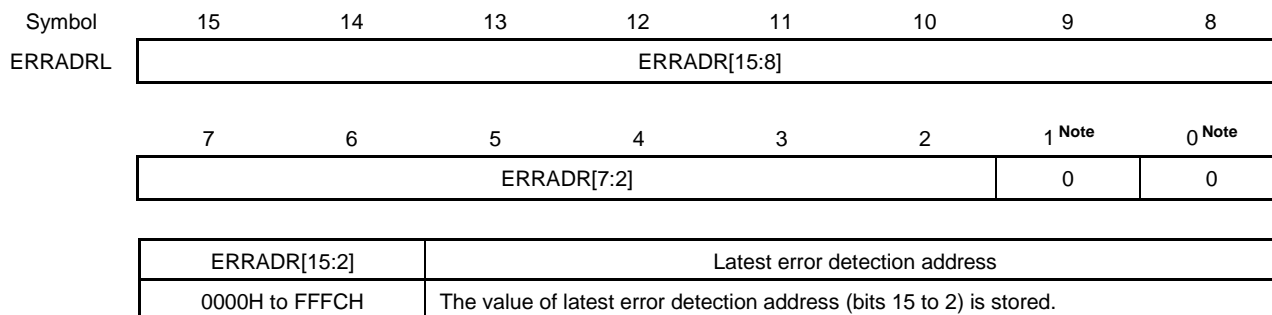 Symbol 15 14 13 12 11 10 9 8
ERRADRL ERRADR[15:8]
7 6 5 4 3 2 1 Note 0 Note
ERRADR[7:2] 0 0
ERRADR[15:2] Latest error detection address
0000H to FFFCH The value of latest error detection address (bits 15 to 2) is stored.